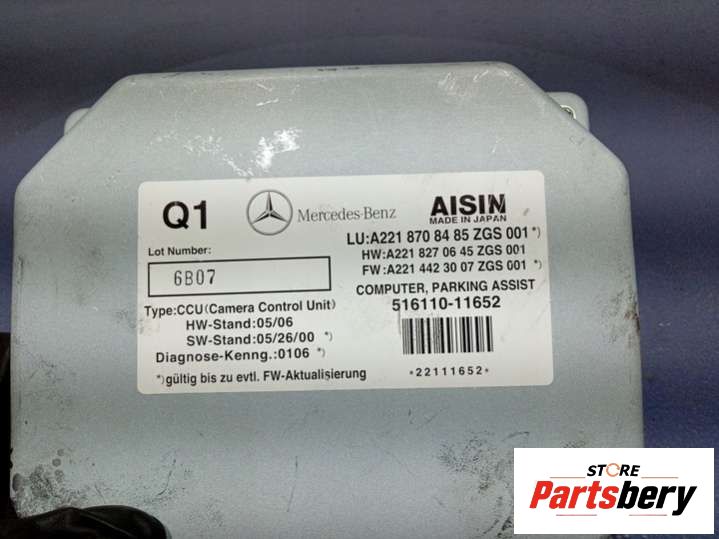 Q1
Mercedes-Benz
AISIN
MADE IN JAPAN
Lot Number:
6B07
LU:A221 870 84 85 ZGS 001 *)
HW:A221 827 06 45 ZGS 001
FW:A221 442 30 07 ZGS 001 *)
COMPUTER, PARKING ASSIST
516110-11652
Type:CCU(Camera Control Unit)
HW-Stand:05/06
SW-Stand:05/26/00 *)
Diagnose-Kenng.:0106 *)
*)gültig bis zu evtl. FW-Aktualisierung
*22111652*
STORE
Partsbery